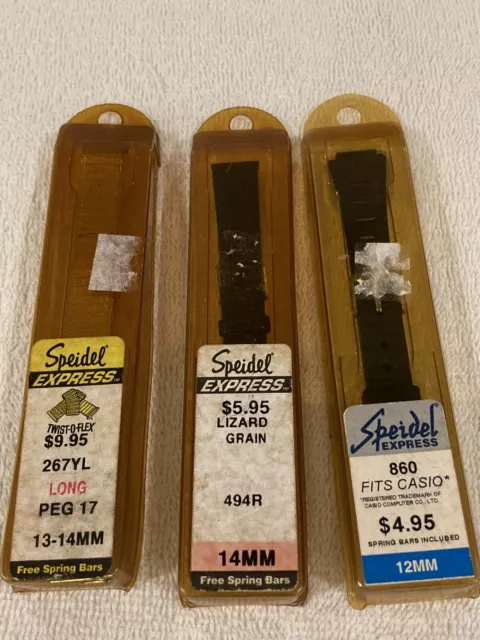 Speidel
EXPRESS
TWIST-O-FLEX
$9.95
267YL
LONG
PEG 17
13-14MM
Free Spring Bars
Speidel
EXPRESS
$5.95
LIZARD
GRAIN
494R
14MM
Free Spring Bars
Speidel
EXPRESS
860
FITS CASIO*
*REGISTERED TRADEMARK OF
CASIO COMPUTER CO., LTD.
$4.95
SPRING BARS INCLUDED
12MM